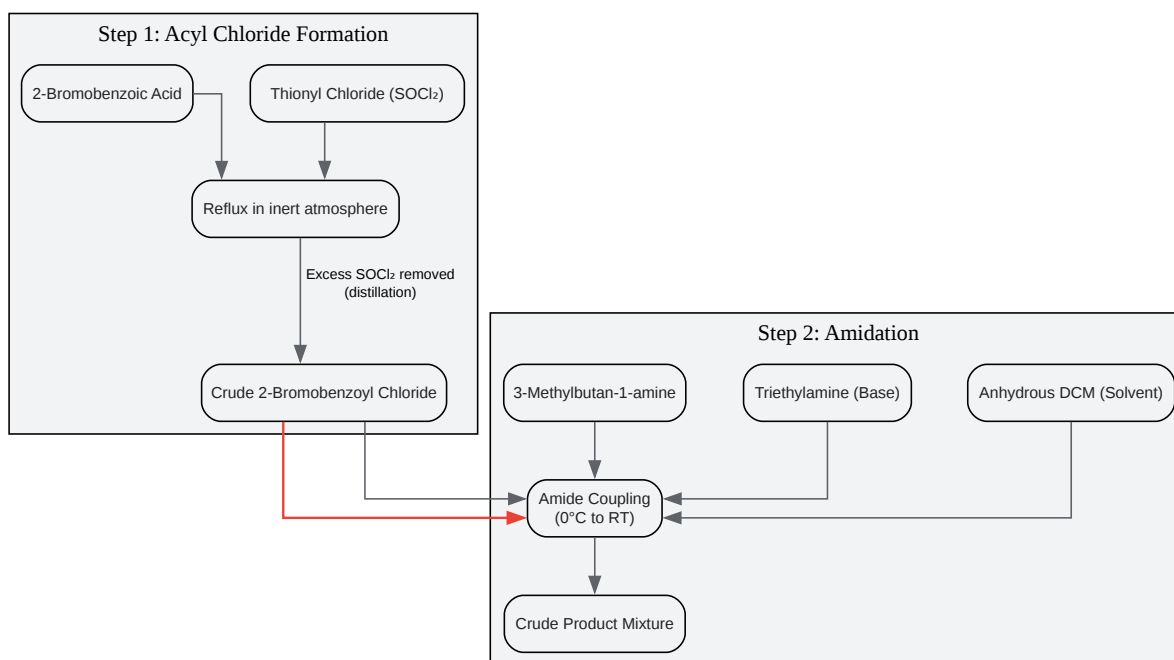 Step 1: Acyl Chloride Formation
2-Bromobenzoic Acid
Thionyl Chloride (SOCl₂)
Reflux in inert atmosphere
Excess SOCl₂ removed
(distillation)
Crude 2-Bromobenzoyl Chloride
Step 2: Amidation
3-Methylbutan-1-amine
Triethylamine (Base)
Anhydrous DCM (Solvent)
Amide Coupling
(0°C to RT)
Crude Product Mixture